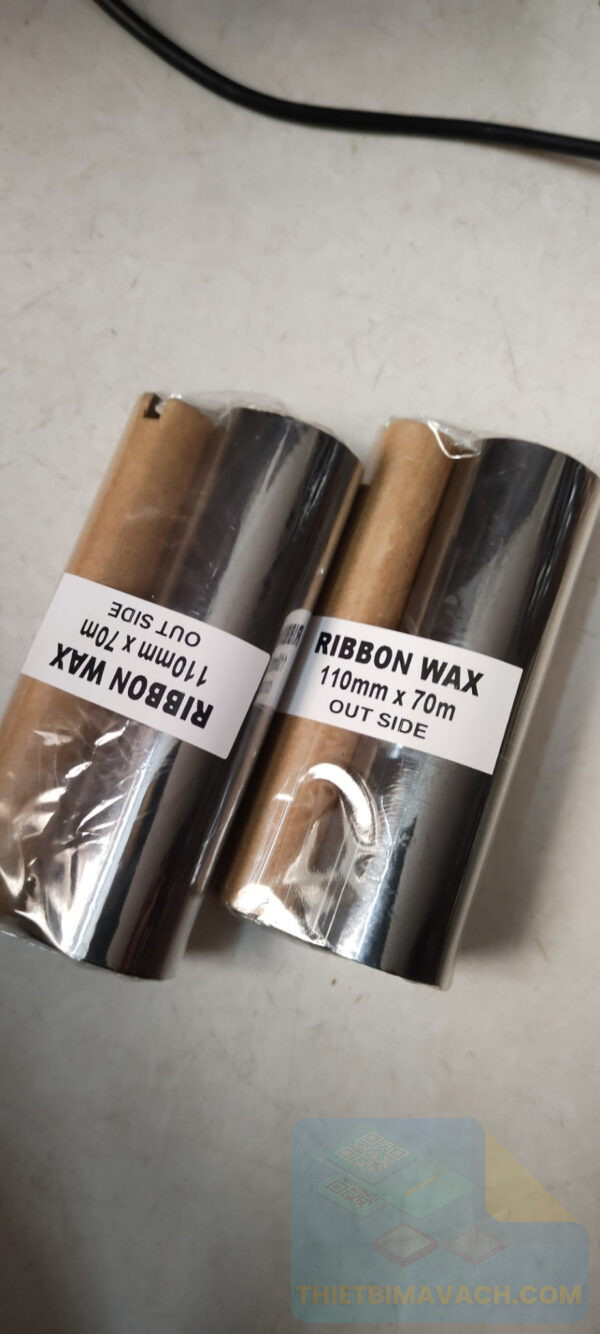 RIBBON WAX
110mm x 70m
OUT SIDE
RIBBON WAX
110mm x 70m
OUT SIDE
THIETBIMAVACH.COM